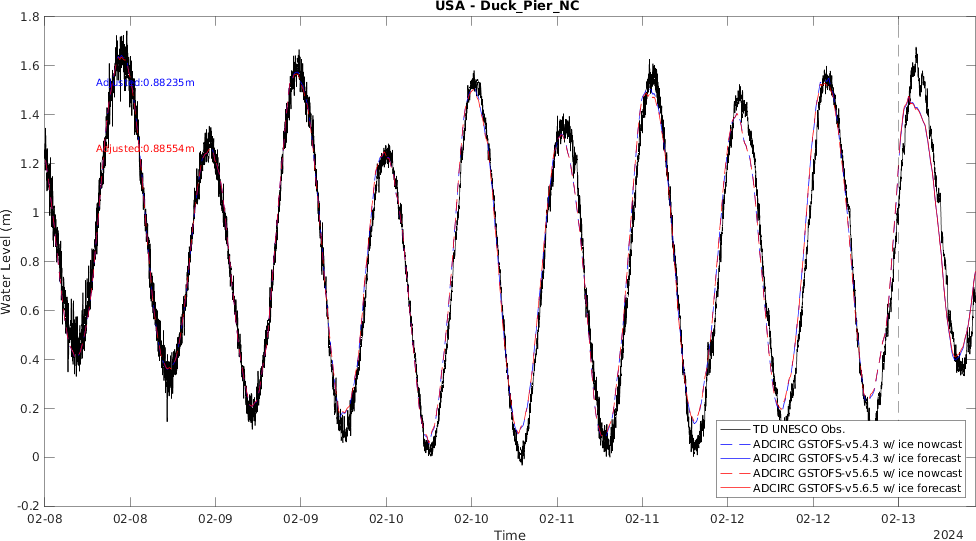 USA - Duck_Pier_NC
1.8
1.6
1.4
1.2
1
0.8
0.6
0.4
0.2
0
-0.2
Water Level (m)
Adjusted:0.88235m
Adjusted:0.88554m
TD UNESCO Obs.
ADCIRC GSTOFS-v5.4.3 w/ ice nowcast
ADCIRC GSTOFS-v5.4.3 w/ ice forecast
ADCIRC GSTOFS-v5.6.5 w/ ice nowcast
ADCIRC GSTOFS-v5.6.5 w/ ice forecast
02-08 02-08 02-09 02-09 02-10 02-10 02-11 02-11 02-12 02-12 02-13
Time
2024